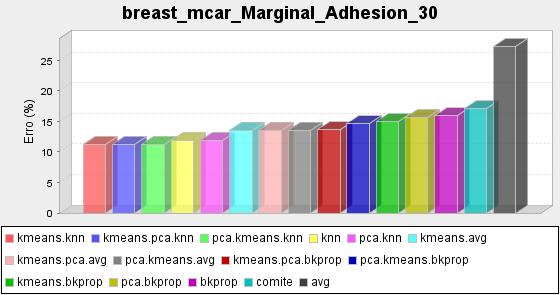 breast_mcar_Marginal_Adhesion_30
Erro (%)
25
20
15
10
5
0
kmeans.knn kmeans.pca.knn pca.kmeans.knn knn pca.knn kmeans.avg
kmeans.pca.avg pca.kmeans.avg kmeans.pca.bkprop pca.kmeans.bkprop
kmeans.bkprop pca.bkprop bkprop comite avg